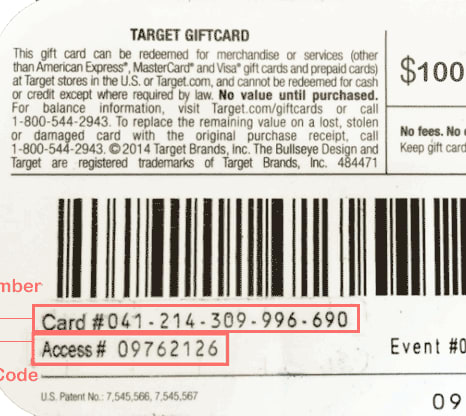 TARGET GIFTCARD
This gift card can be redeemed for merchandise or services (other
than American Express®, MasterCard® and Visa® gift cards and prepaid cards)
at Target stores in the U.S. or Target.com, and cannot be redeemed for cash
or credit except where required by law. No value until purchased.
For balance information, visit Target.com/giftcards or call
1-800-544-2943. To replace the remaining value on a lost, stolen
or damaged card with the original purchase receipt, call
1-800-544-2943. ©2014 Target Brands, Inc. The Bullseye Design and
Target are registered trademarks of Target Brands, Inc. 484471
$100
No fees. No
Keep gift card
mber
Card #041-214-309-996-690
Access# 09762126
Code
Event #0
U.S. Patent No.: 7,545,566, 7,545,567
09